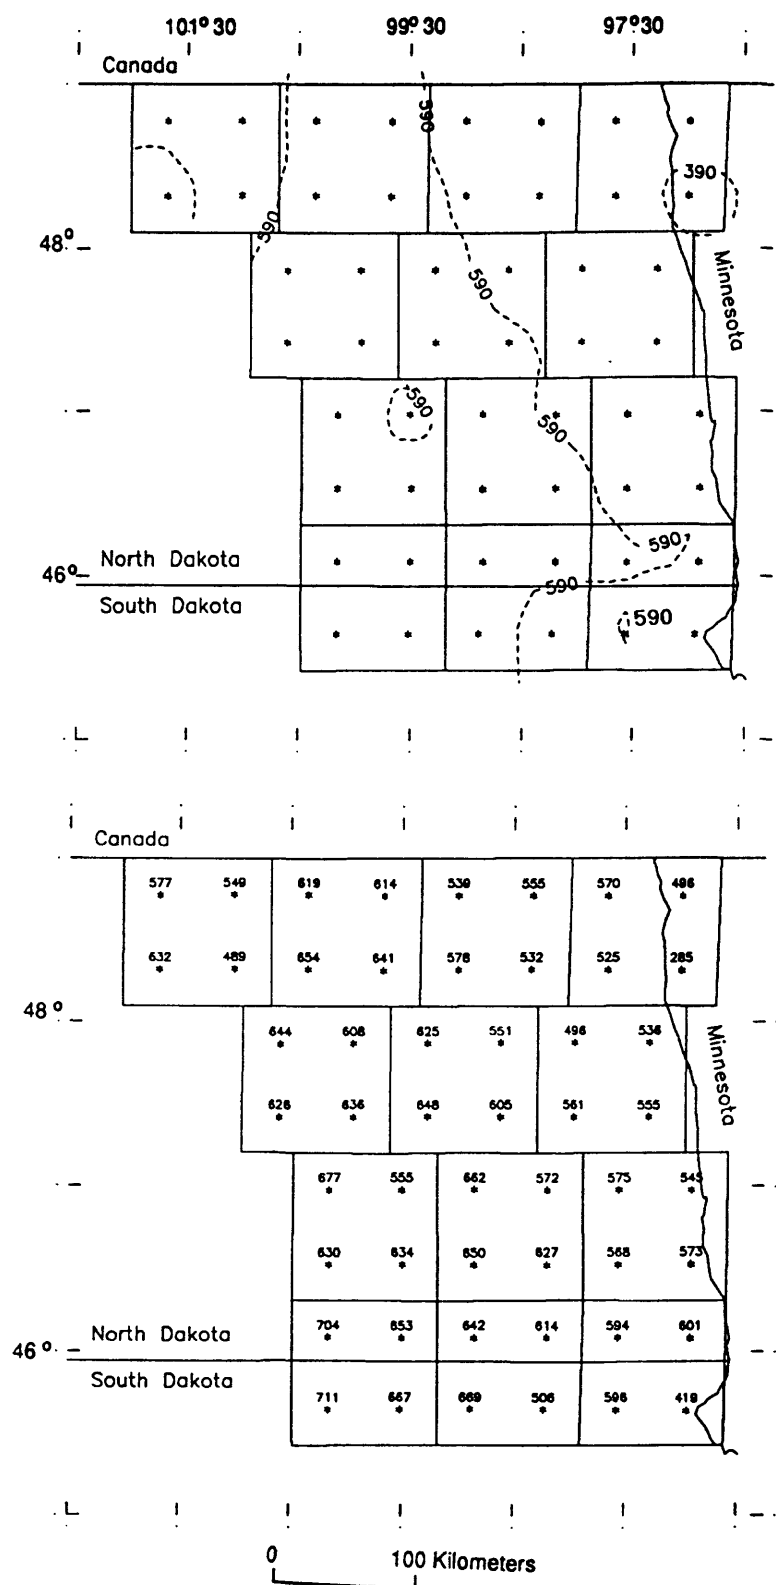 101°30 99°30 97°30
Canada
590
390
590
48°
590
Minnesota
590
590
590
North Dakota
590
46°
590
South Dakota
590
Canada
577 549 619 614 539 555 570 496
632 489 654 641 578 532 525 285
48°
644 608 625 551 496 536
Minnesota
626 636 648 605 561 555
677 555 662 572 575 545
630 634 650 627 568 573
704 653 642 614 594 601
North Dakota
46°
South Dakota
711 667 669 506 596 419
0 100 Kilometers